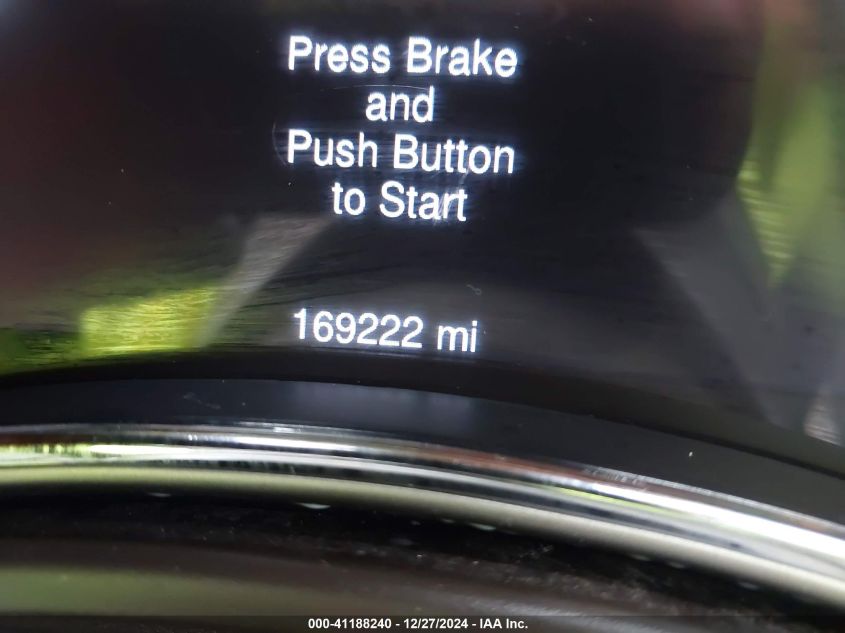 Press Brake
and
Push Button
to Start
169222 mi
000-41188240 - 12/27/2024 - IAA Inc.